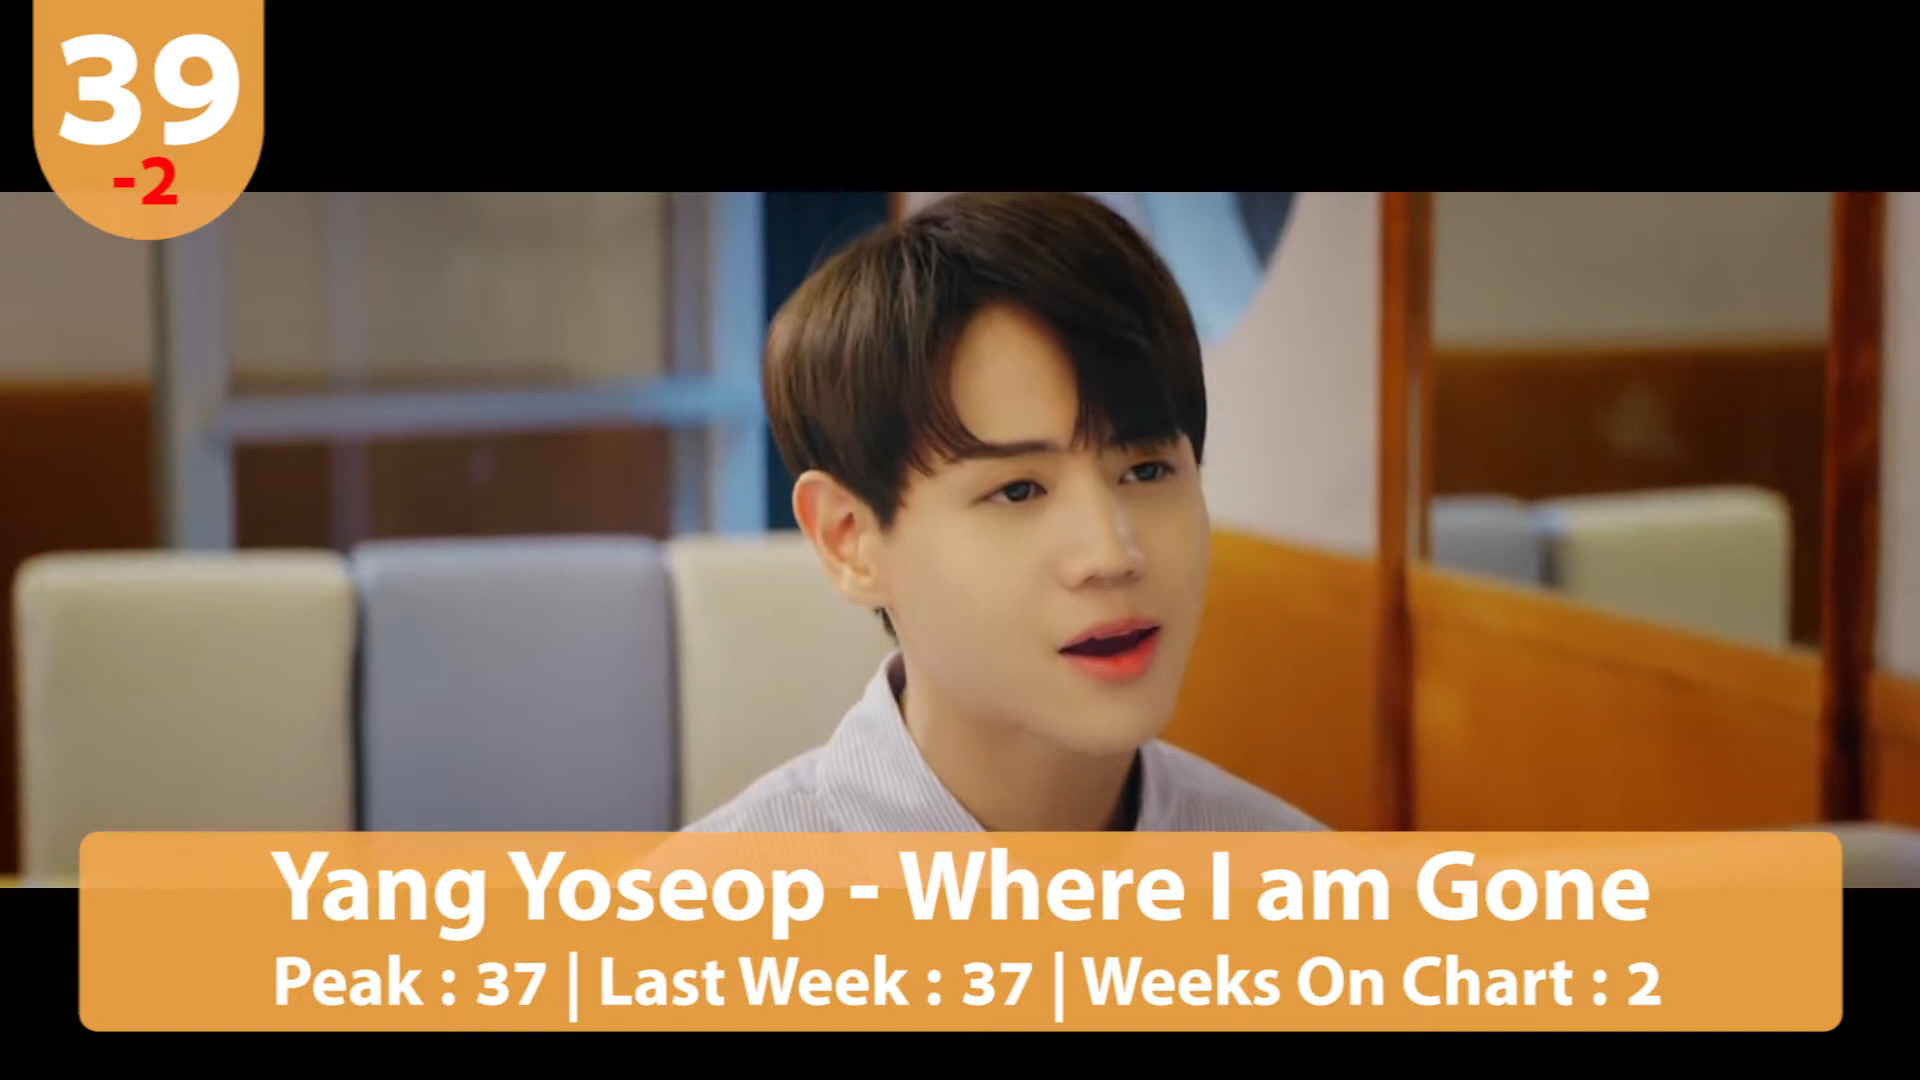 39
-2
Yang Yoseop - Where I am Gone
Peak : 37 | Last Week : 37 | Weeks On Chart : 2